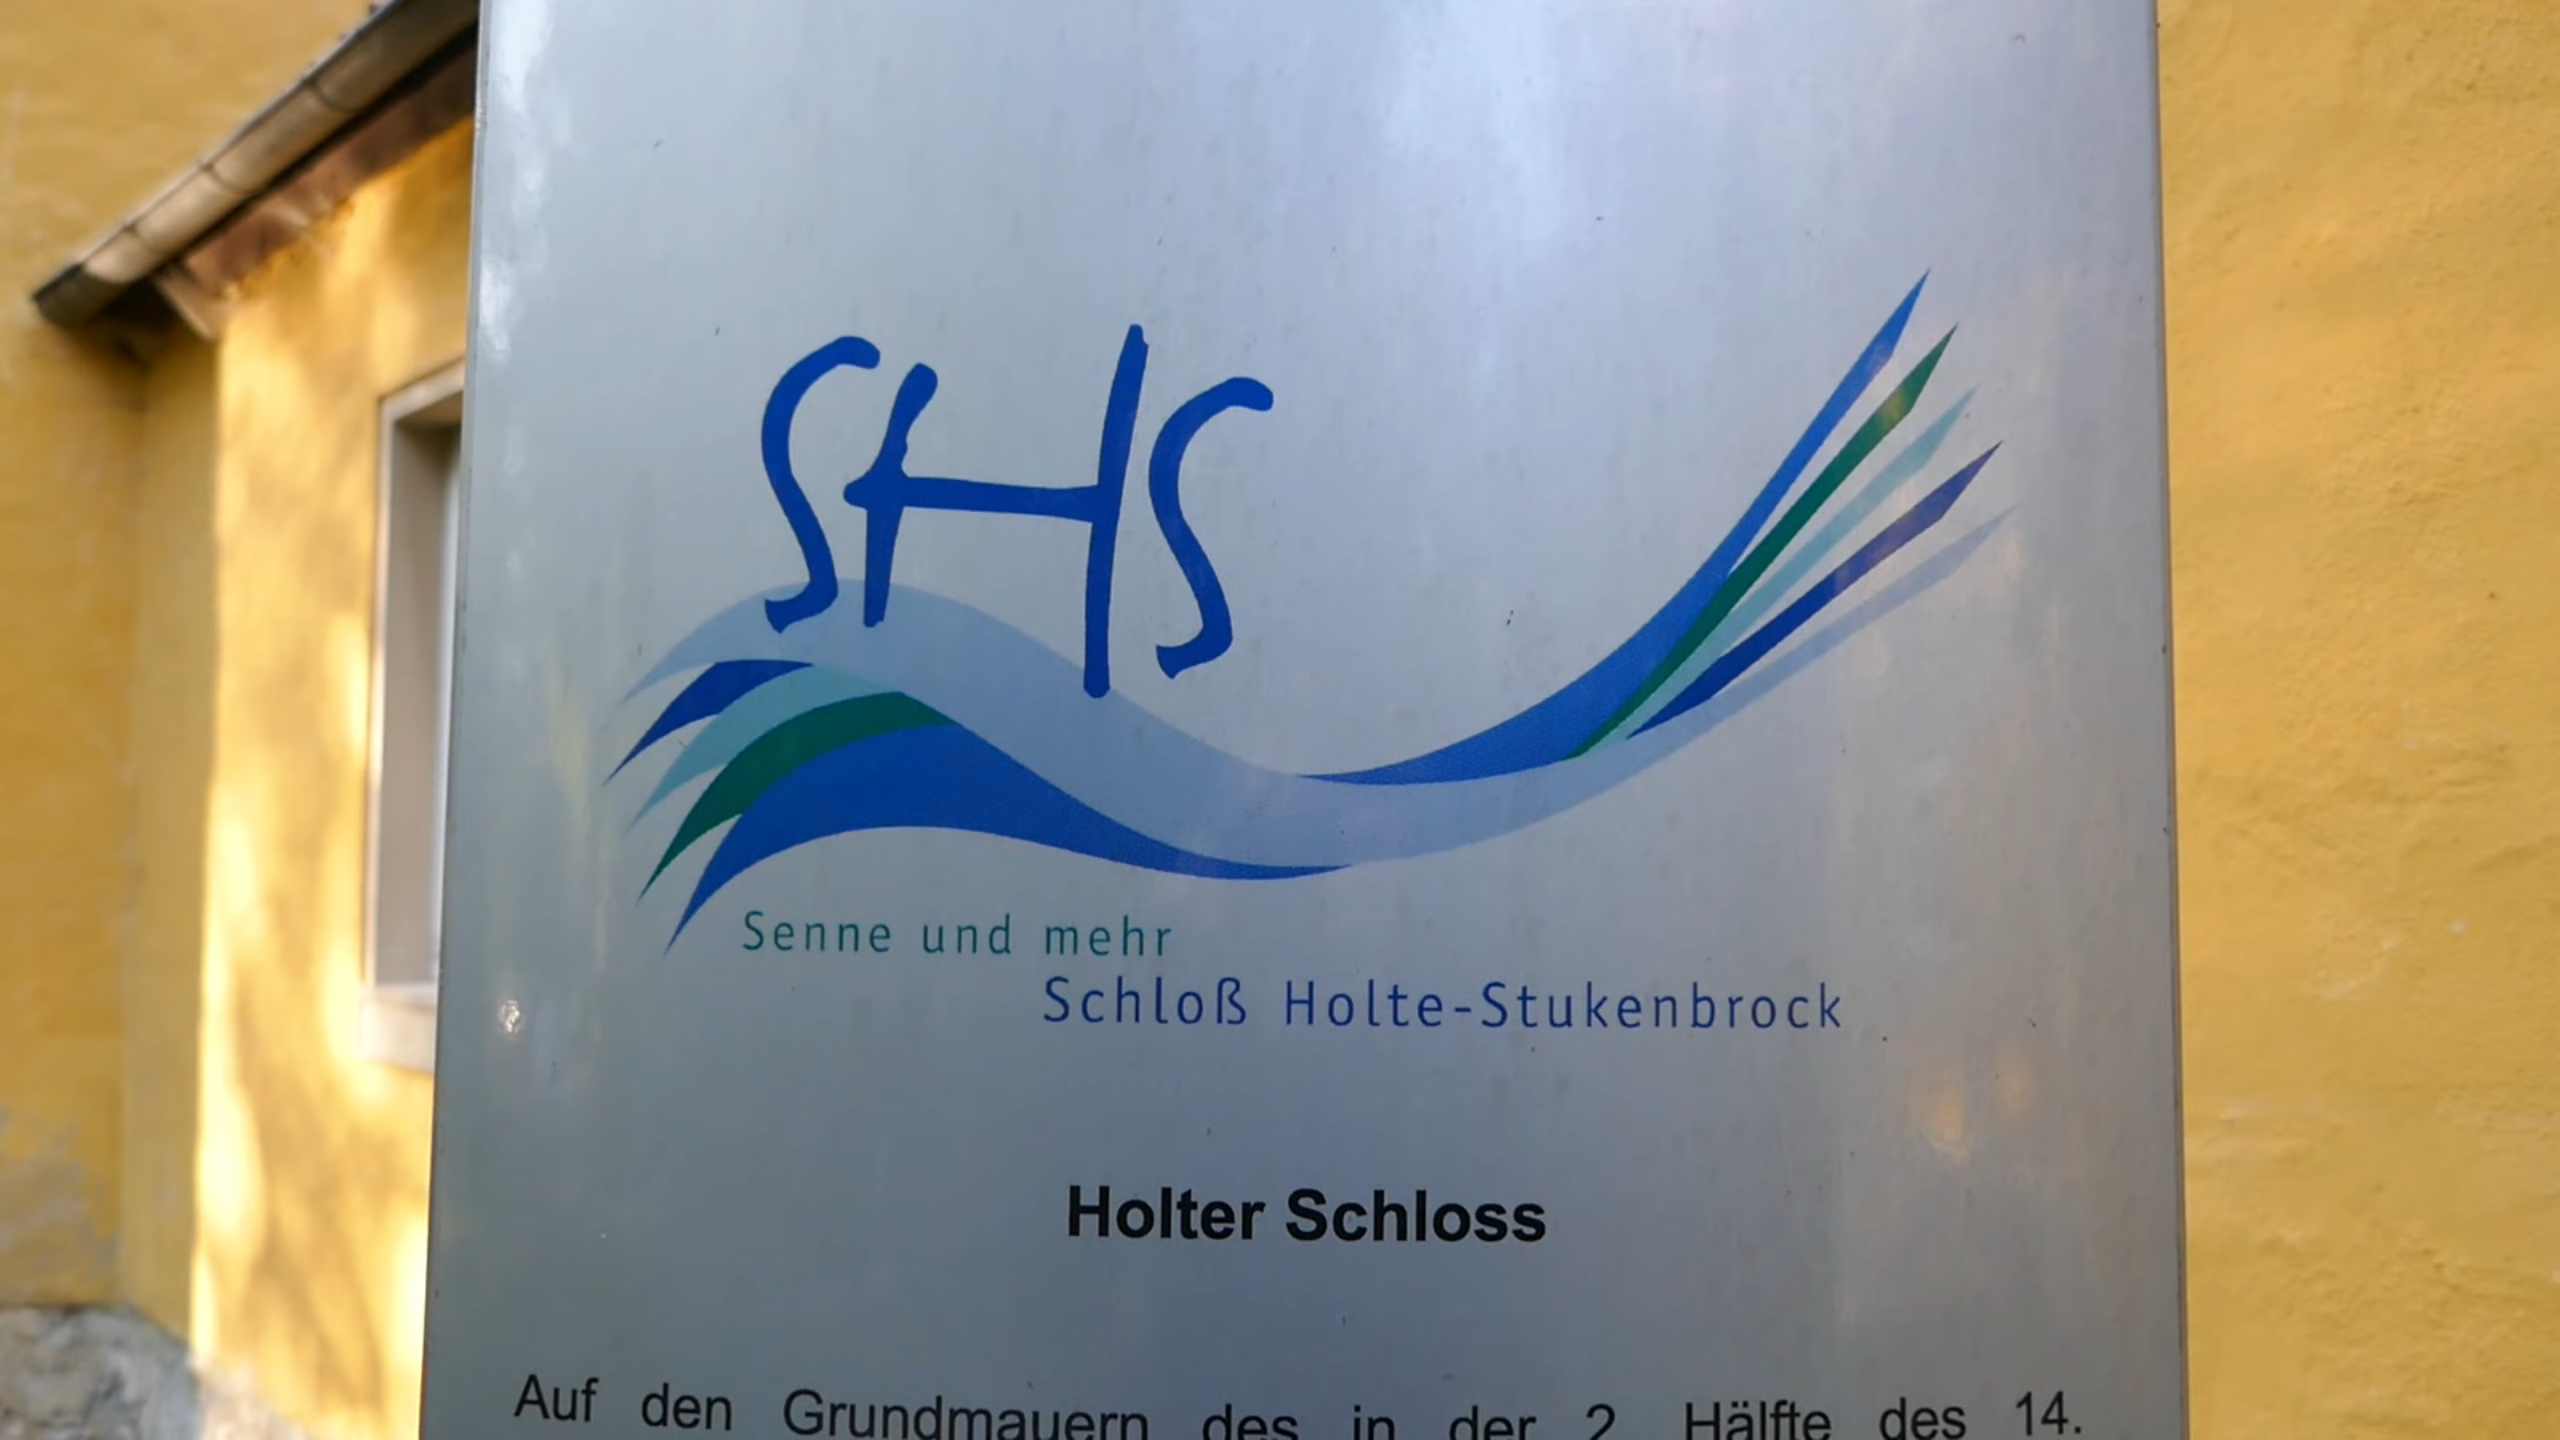 SHS
Senne und mehr
Schloß Holte-Stukenbrock
Holter Schloss
Auf den Grundmauern des in der 2. Hälfte des 14.